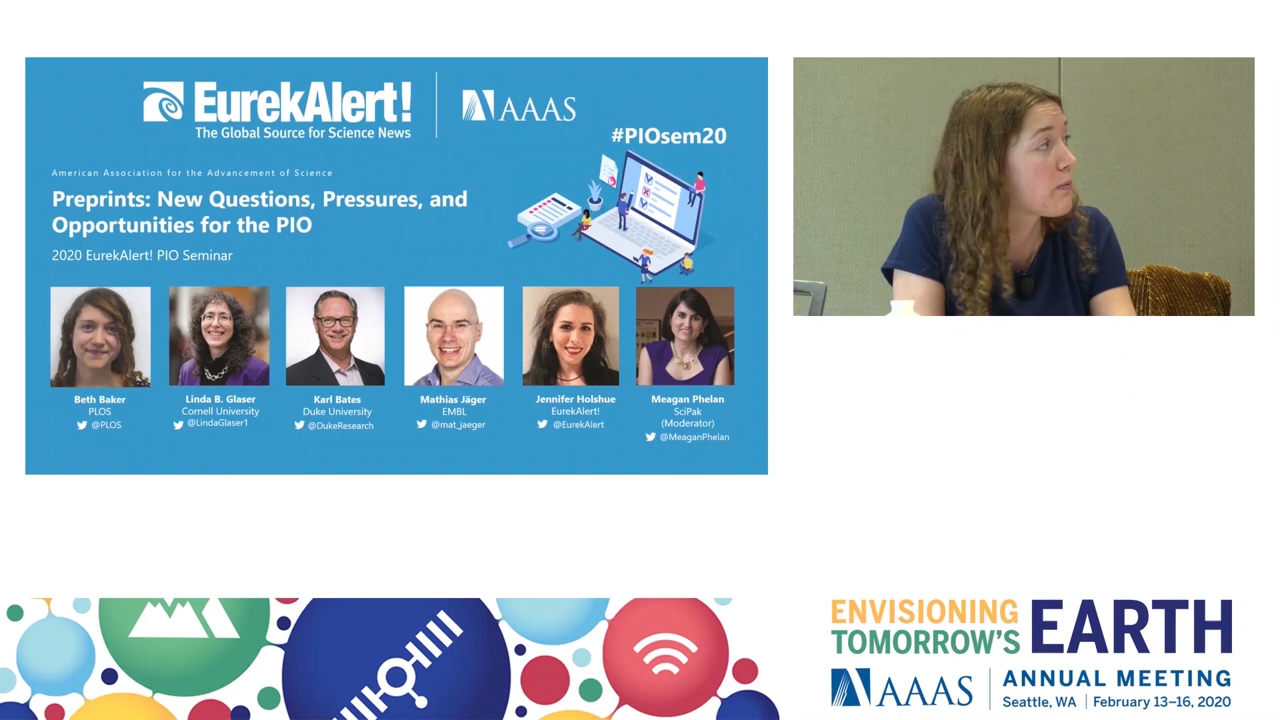 EurekAlert!
The Global Source for Science News
AAAS
#PIOsem20
American Association for the Advancement of Science
Preprints: New Questions, Pressures, and
Opportunities for the PIO
2020 EurekAlert! PIO Seminar
Beth Baker
PLOS
@PLOS
Linda B. Glaser
Cornell University
@LindaGlaser1
Karl Bates
Duke University
@DukeResearch
Mathias Jäger
EMBL
@mat_jaeger
Jennifer Holshue
EurekAlert!
@EurekAlert
Meagan Phelan
SciPak
(Moderator)
@MeaganPhelan
ENVISIONING
TOMORROW'S
EARTH
AAAS
ANNUAL MEETING
Seattle, WA | February 13–16, 2020